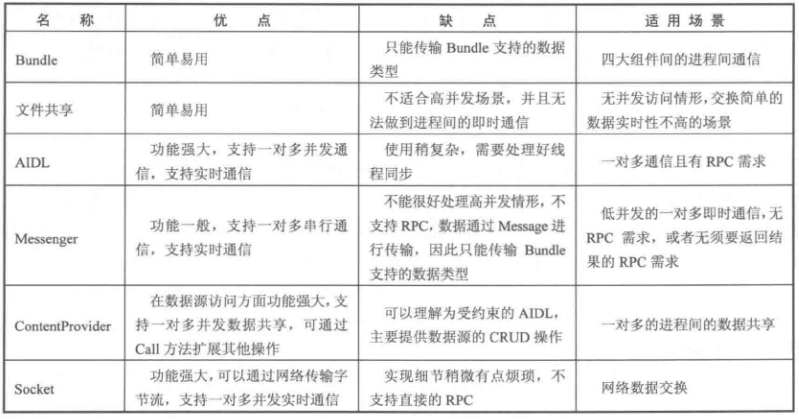 名 称 优 点 缺 点 适 用 场 景
Bundle 简单易用 只能传输 Bundle 支持的数据
类型 四大组件间的进程间通信
文件共享 简单易用 不适合高并发场景，并且无
法做到进程间的即时通信 无并发访问情形，交换简单的
数据实时性不高的场景
AIDL 功能强大，支持一对多并发通
信，支持实时通信 使用稍复杂，需要处理好线
程同步 一对多通信且有 RPC 需求
Messenger 功能一般，支持一对多串行通
信，支持实时通信 不能很好处理高并发情形，不
支持 RPC，数据通过 Message 进
行传输，因此只能传输 Bundle
支持的数据类型 低并发的一对多即时通信，无
RPC 需求，或者无须要返回结
果的 RPC 需求
ContentProvider 在数据源访问方面功能强大，支
持一对多并发数据共享，可通过
Call 方法扩展其他操作 可以理解为受约束的 AIDL，
主要提供数据源的 CRUD 操作 一对多的进程间的数据共享
Socket 功能强大，可以通过网络传输字
节流，支持一对多并发实时通信 实现细节稍微有点烦琐，不
支持直接的 RPC 网络数据交换